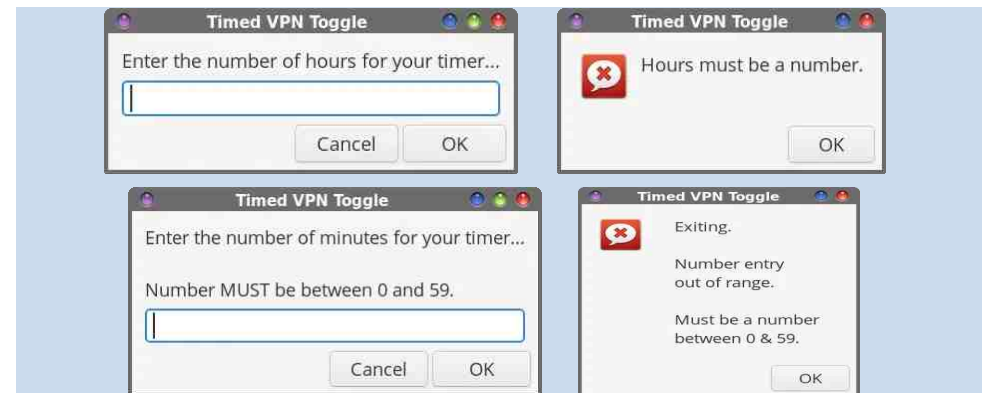 Timed VPN Toggle
Enter the number of hours for your timer...
Cancel
OK
Timed VPN Toggle
Hours must be a number.
OK
Timed VPN Toggle
Enter the number of minutes for your timer...
Number MUST be between 0 and 59.
Cancel
OK
Timed VPN Toggle
Exiting.
Number entry
out of range.
Must be a number
between 0 & 59.
OK